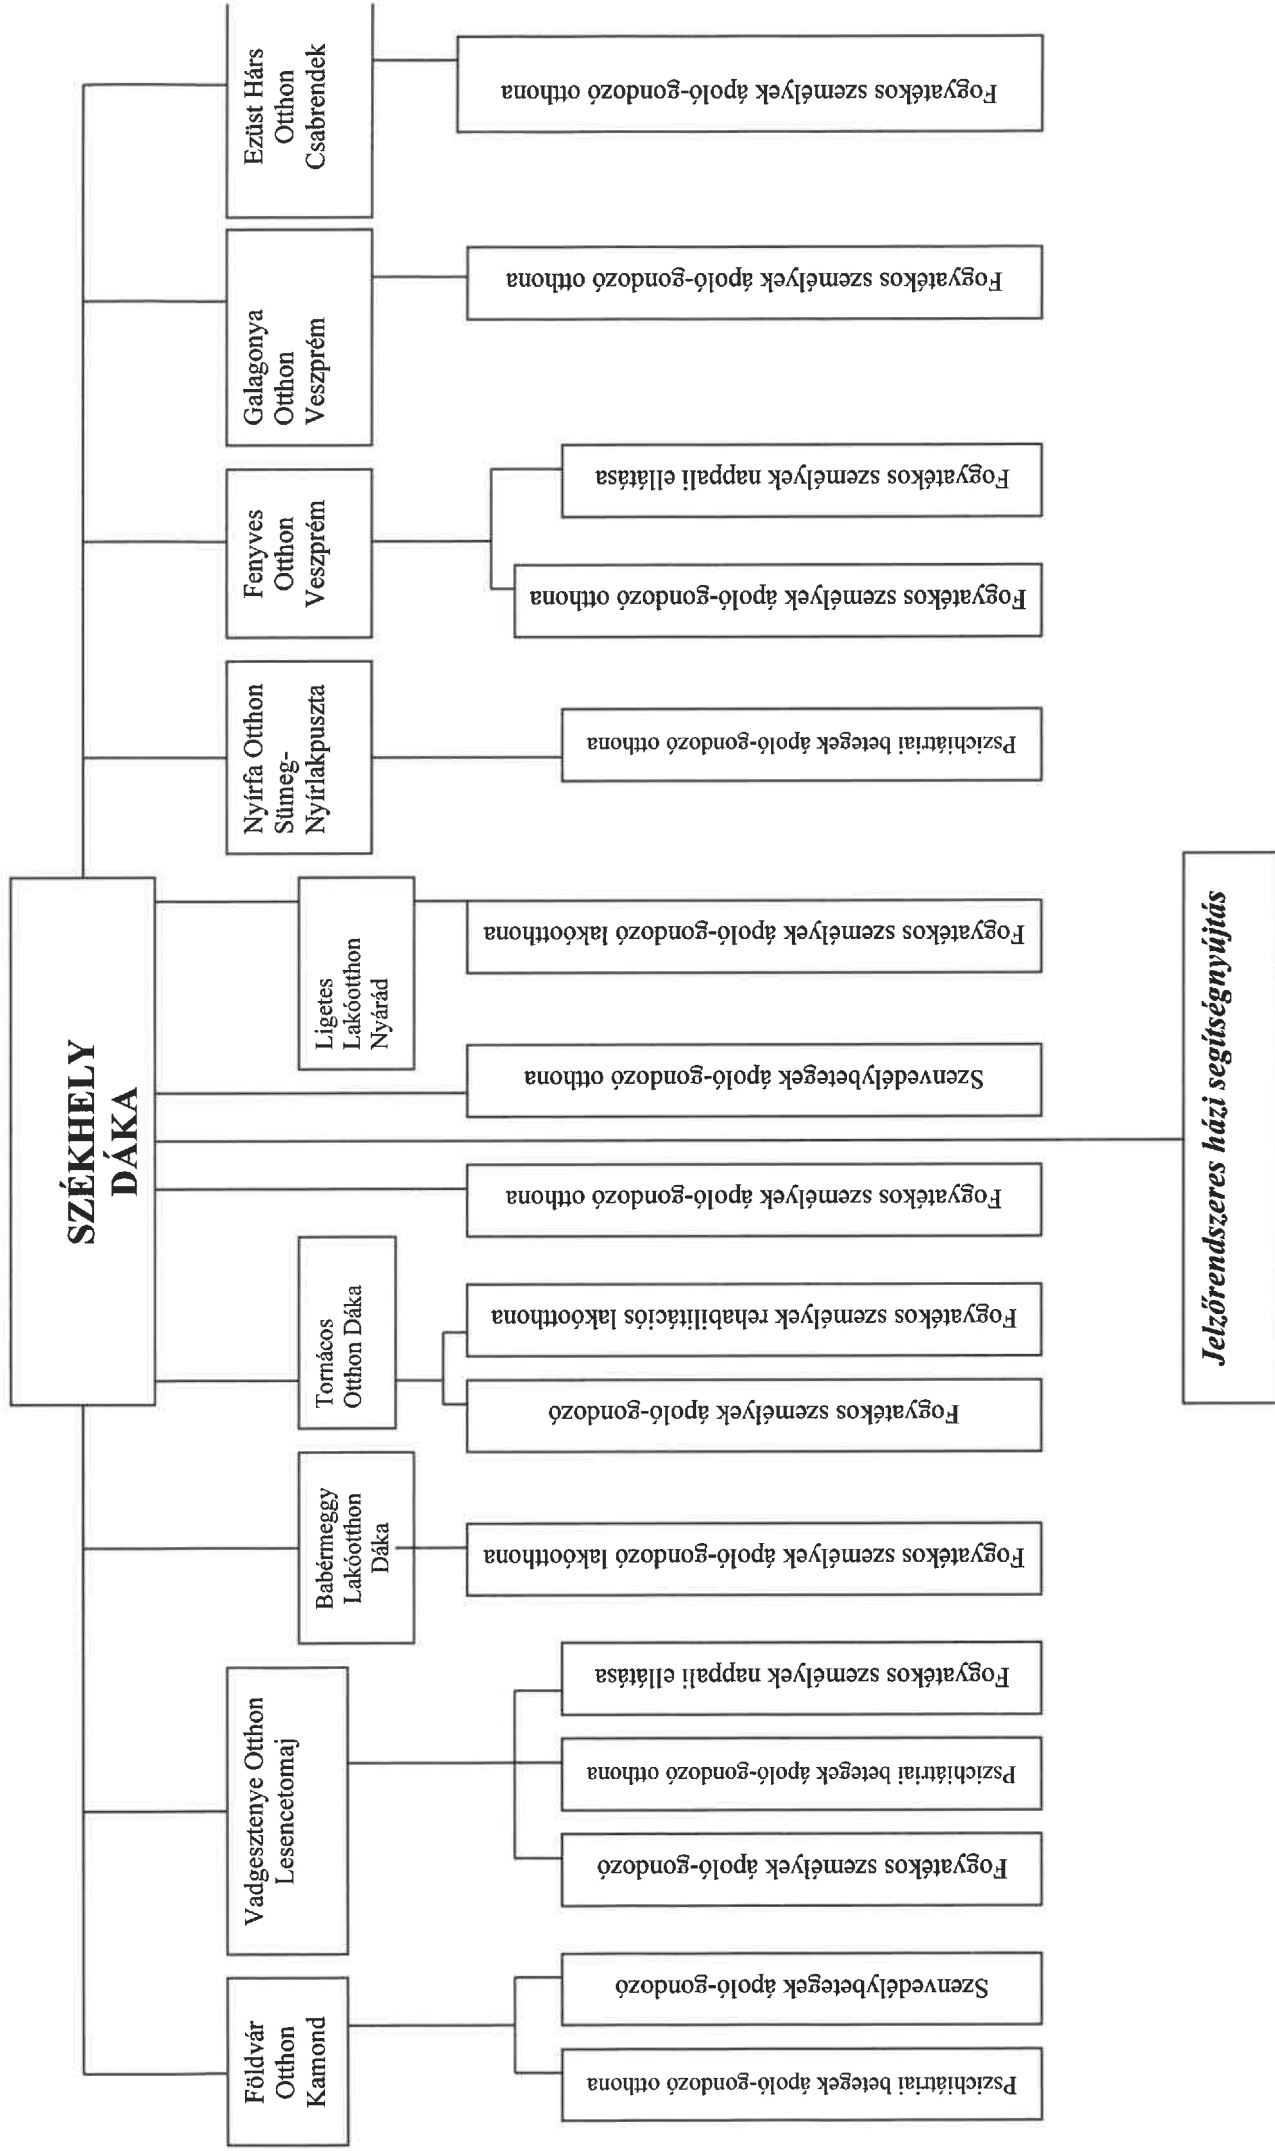 SZÉKHELY
DÁKA
Földvár
Otthon
Kamond
Vadgesztenye Otthon
Lesencetomaj
Babérmeggy
Lakóotthon
Dáka
Tornácos
Otthon Dáka
Ligetes
Lakóotthon
Nyárád
Nyírfa Otthon
Sümeg-
Nyírlakpuszta
Fenyves
Otthon
Veszprém
Galagonya
Otthon
Veszprém
Ezüst Hárs
Otthon
Csabrendek
Pszichiátriai betegek ápoló-gondozó otthona
Szenvedélybetegek ápoló-gondozó
Fogyatékos személyek ápoló-gondozó
Pszichiátriai betegek ápoló-gondozó otthona
Fogyatékos személyek nappali ellátása
Fogyatékos személyek ápoló-gondozó lakóotthona
Fogyatékos személyek ápoló-gondozó
Fogyatékos személyek rehabilitációs lakóotthona
Fogyatékos személyek ápoló-gondozó otthona
Szenvedélybetegek ápoló-gondozó otthona
Fogyatékos személyek ápoló-gondozó lakóotthona
Pszichiátriai betegek ápoló-gondozó otthona
Fogyatékos személyek ápoló-gondozó otthona
Fogyatékos személyek nappali ellátása
Fogyatékos személyek ápoló-gondozó otthona
Fogyatékos személyek ápoló-gondozó otthona
Jelzőrendszeres házi segítségnyújtás